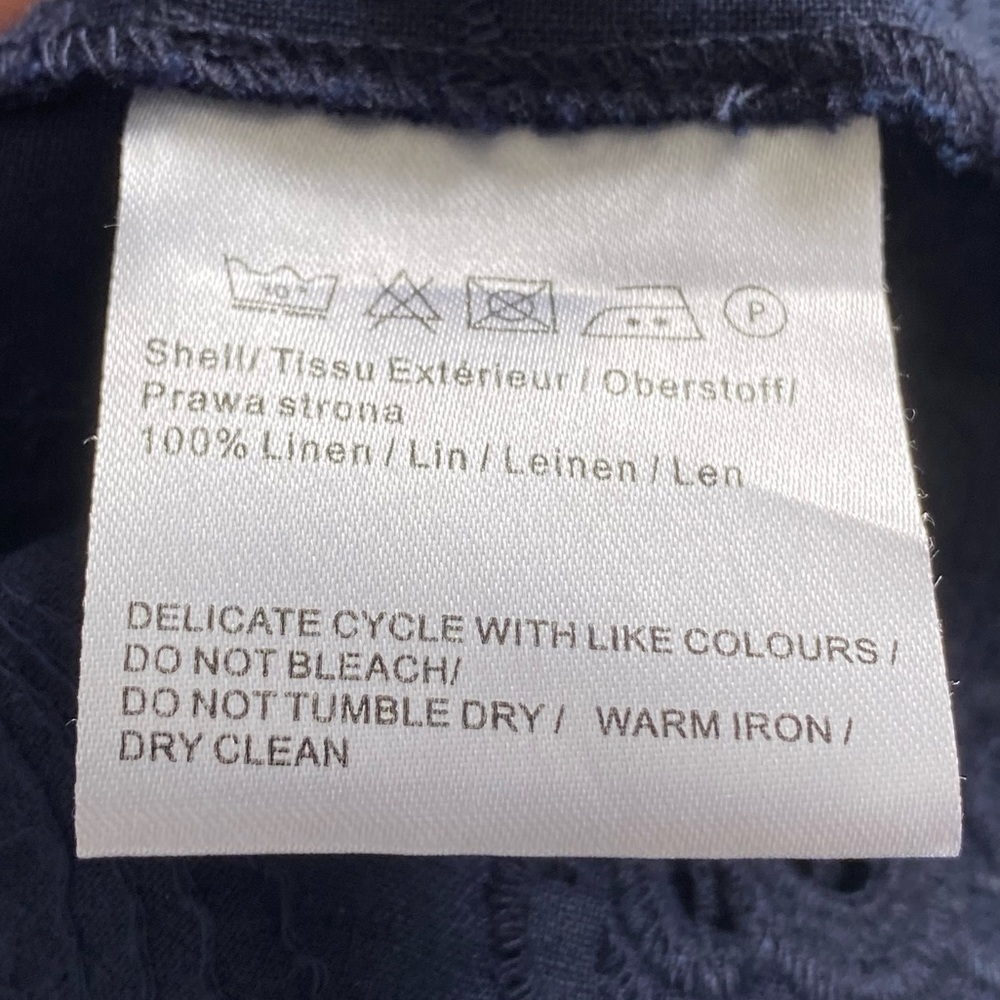 P
Shell/ Tissu Extérieur / Oberstoff/
Prawa strona
100% Linen / Lin / Leinen / Len
DELICATE CYCLE WITH LIKE COLOURS /
DO NOT BLEACH/
DO NOT TUMBLE DRY / WARM IRON /
DRY CLEAN